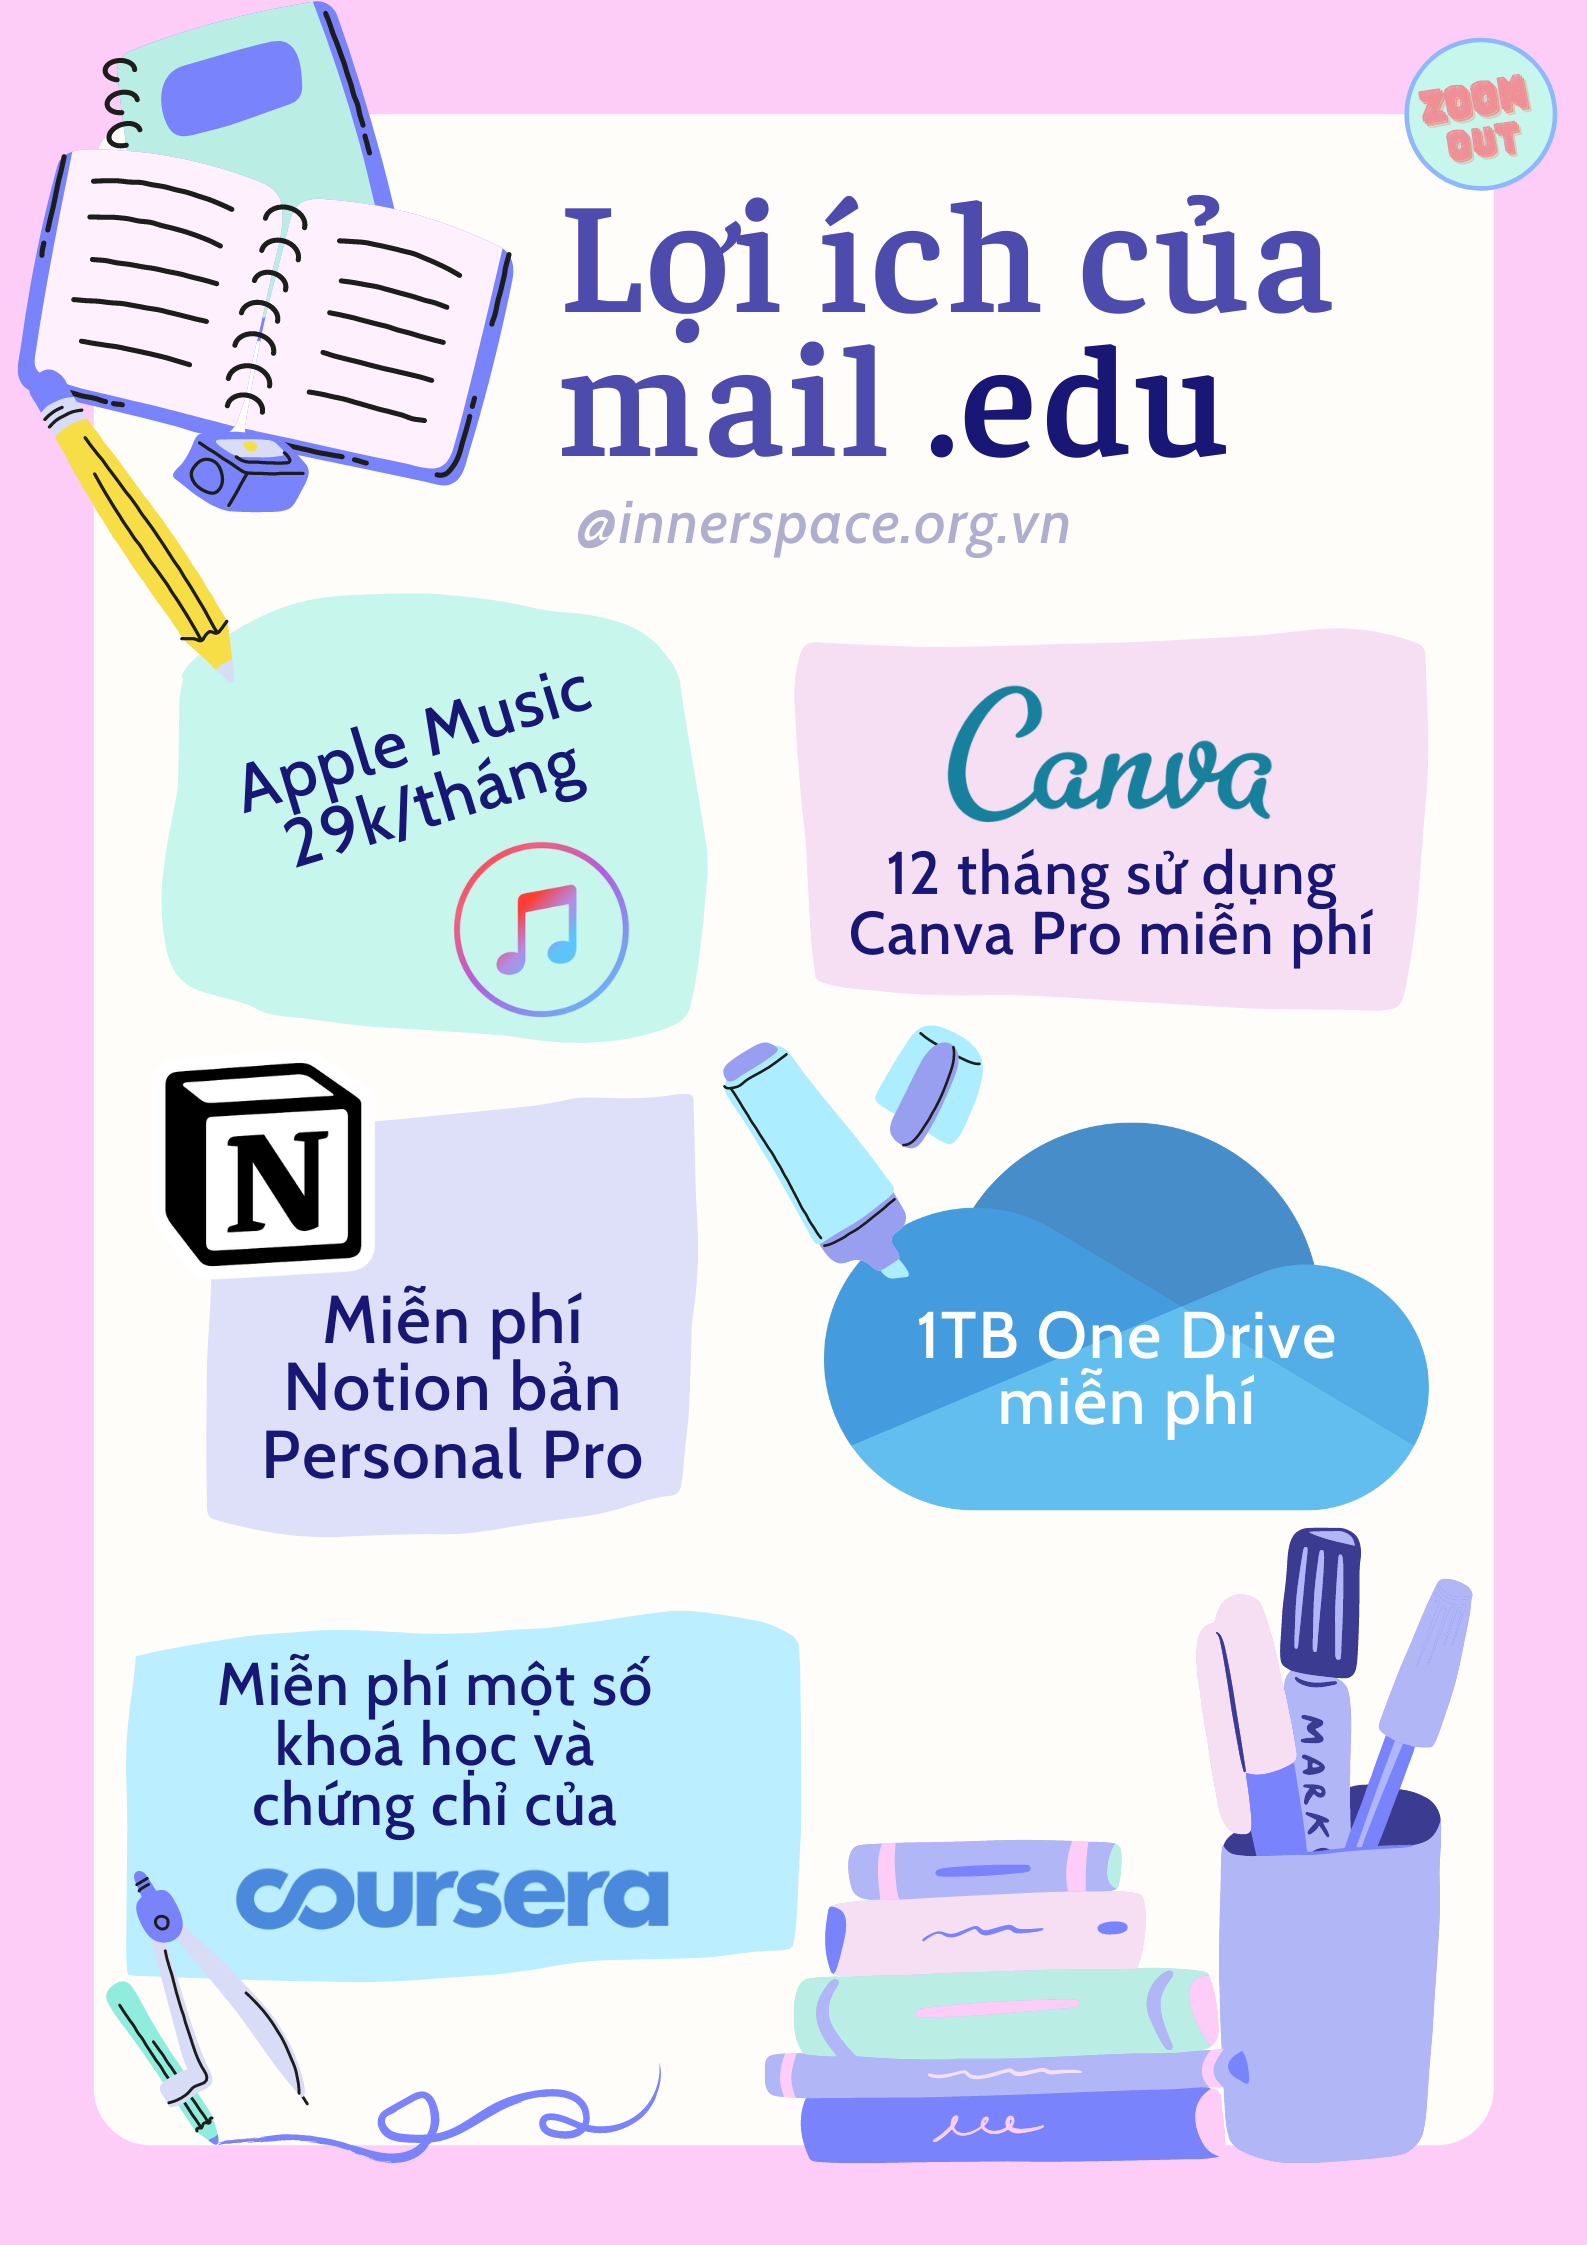 ZOOM
OUT
Lợi ích của
mail .edu
@innerspace.org.vn
Apple Music
29k/tháng
Canva
12 tháng sử dụng
Canva Pro miễn phí
N
Miễn phí
Notion bản
Personal Pro
1TB One Drive
miễn phí
Miễn phí một số
khoá học và
chứng chỉ của
coursera
MARK